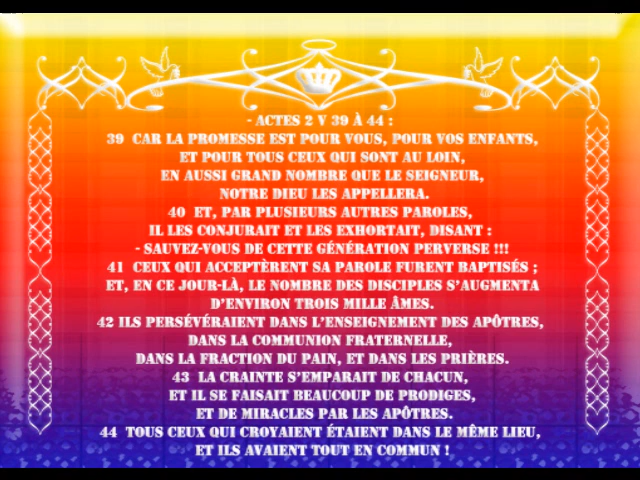 - ACTES 2 V 39 À 44 :
39 CAR LA PROMESSE EST POUR VOUS, POUR VOS ENFANTS,
ET POUR TOUS CEUX QUI SONT AU LOIN,
EN AUSSI GRAND NOMBRE QUE LE SEIGNEUR,
NOTRE DIEU LES APPELLERA.
40 ET, PAR PLUSIEURS AUTRES PAROLES,
IL LES CONJURAIT ET LES EXHORTAIT, DISANT :
- SAUVEZ-VOUS DE CETTE GÉNÉRATION PERVERSE !!!
41 CEUX QUI ACCEPTÈRENT SA PAROLE FURENT BAPTISÉS ;
ET, EN CE JOUR-LÀ, LE NOMBRE DES DISCIPLES S'AUGMENTA
D'ENVIRON TROIS MILLE ÂMES.
42 ILS PERSÉVÉRAIENT DANS L'ENSEIGNEMENT DES APÔTRES,
DANS LA COMMUNION FRATERNELLE,
DANS LA FRACTION DU PAIN, ET DANS LES PRIÈRES.
43 LA CRAINTE S'EMPARAIT DE CHACUN,
ET IL SE FAISAIT BEAUCOUP DE PRODIGES,
ET DE MIRACLES PAR LES APÔTRES.
44 TOUS CEUX QUI CROYAIENT ÉTAIENT DANS LE MÊME LIEU,
ET ILS AVAIENT TOUT EN COMMUN !